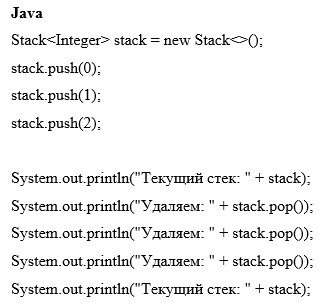 Java
Stack<Integer> stack = new Stack<>();
stack.push(0);
stack.push(1);
stack.push(2);
System.out.println("Текущий стек: " + stack);
System.out.println("Удаляем: " + stack.pop());
System.out.println("Удаляем: " + stack.pop());
System.out.println("Удаляем: " + stack.pop());
System.out.println("Текущий стек: " + stack);